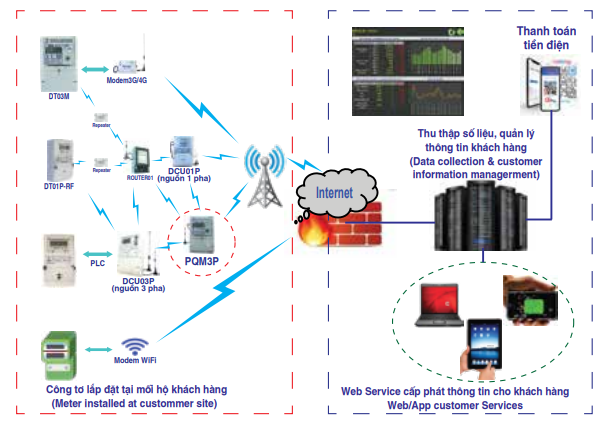 DT03M
Modem3G/4G
Repeater
DT01P-RF
Repeater
ROUTER01
DCU01P
(nguồn 1 pha)
PLC
DCU03P
(nguồn 3 pha)
PQM3P
Modem WiFi
Công tơ lắp đặt tại mỗi hộ khách hàng
(Meter installed at custommer site)
Internet
Thanh toán
tiền điện
Thu thập số liệu, quản lý
thông tin khách hàng
(Data collection & customer
information managerment)
Web Service cấp phát thông tin cho khách hàng
Web/App cusrtomer Services